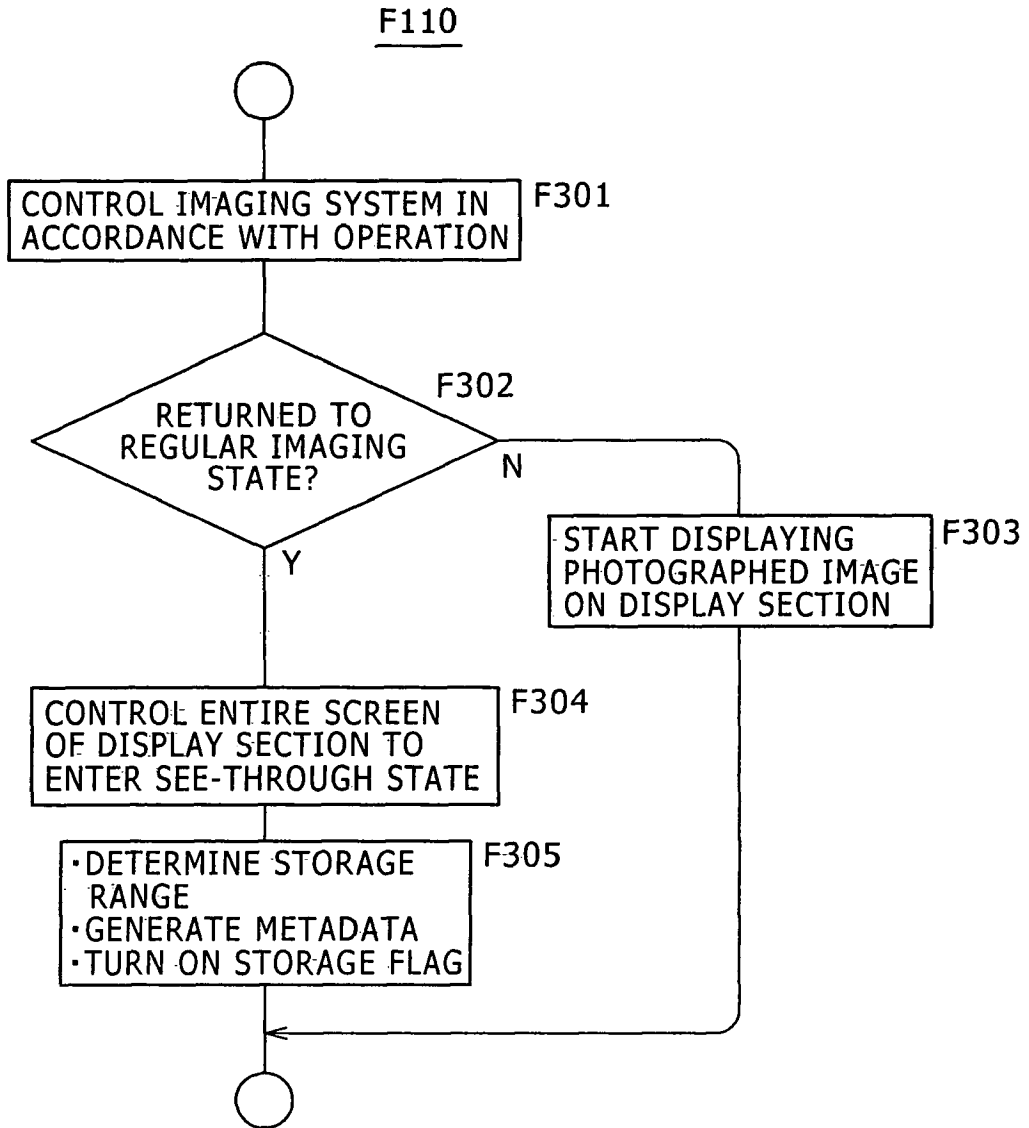 F110
CONTROL IMAGING SYSTEM IN
ACCORDANCE WITH OPERATION
F301
F302
RETURNED TO
REGULAR IMAGING
STATE?
N
Y
START DISPLAYING
PHOTOGRAPHED IMAGE
ON DISPLAY SECTION
F303
CONTROL ENTIRE SCREEN
OF DISPLAY SECTION TO
ENTER SEE-THROUGH STATE
F304
・DETERMINE STORAGE
RANGE
・GENERATE METADATA
・TURN ON STORAGE FLAG
F305